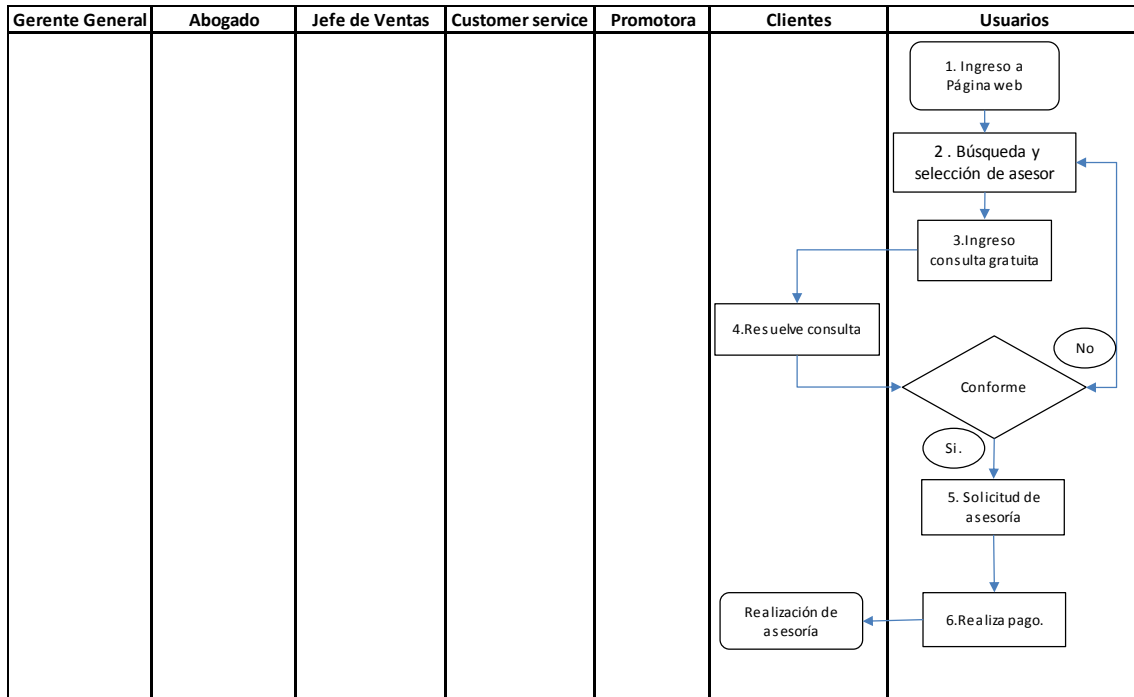 Gerente General Abogado Jefe de Ventas Customer service Promotora Clientes Usuarios
1. Ingreso a
Página web
2 . Búsqueda y
selección de asesor
3.Ingreso
consulta gratuita
4.Resuelve consulta
No
Conforme
Si.
5. Solicitud de
asesoría
Realización de
asesoría
6.Realiza pago.